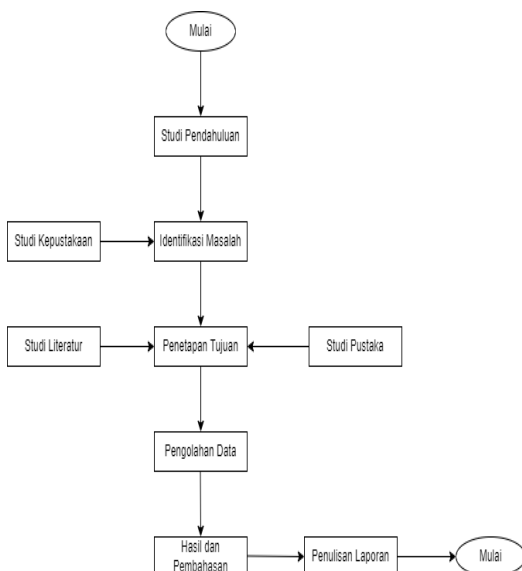 Mulai
Studi Pendahuluan
Studi Kepustakaan
Identifikasi Masalah
Studi Literatur
Penetapan Tujuan
Studi Pustaka
Pengolahan Data
Hasil dan
Pembahasan
Penulisan Laporan
Mulai